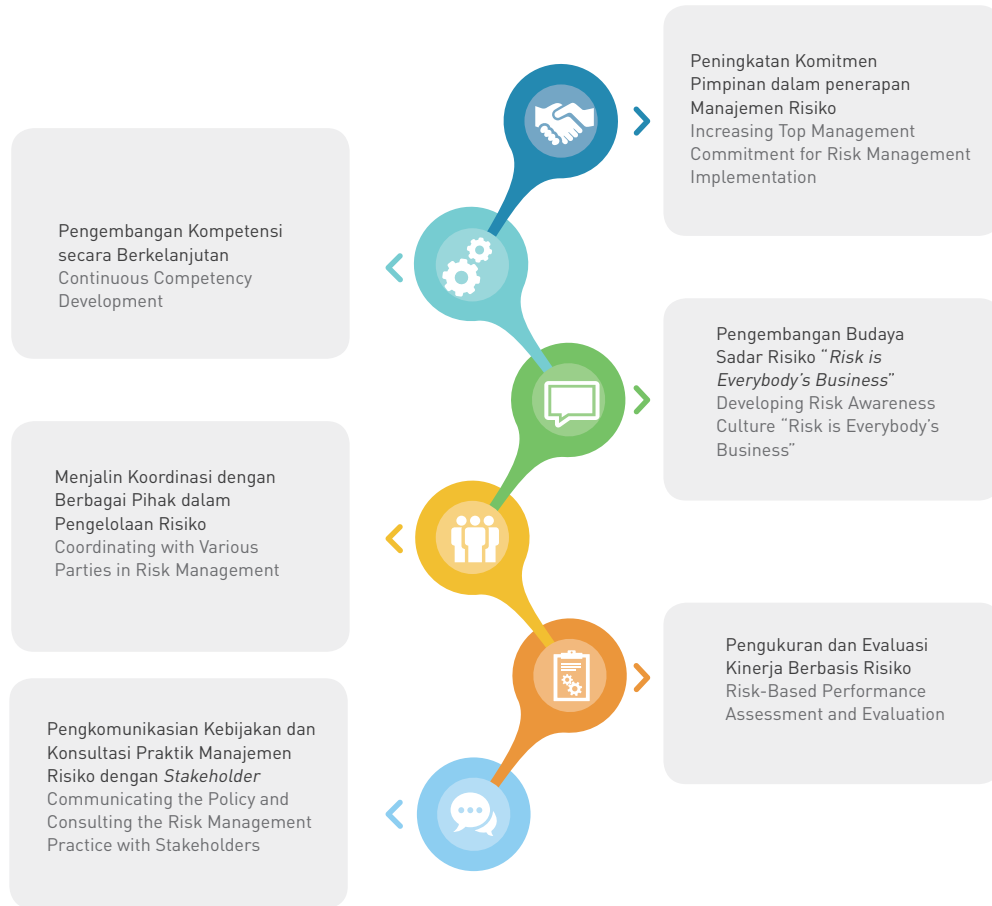 Peningkatan Komitmen
Pimpinan dalam penerapan
Manajemen Risiko
Increasing Top Management
Commitment for Risk Management
Implementation
Pengembangan Kompetensi
secara Berkelanjutan
Continuous Competency
Development
Pengembangan Budaya
Sadar Risiko “Risk is
Everybody’s Business”
Developing Risk Awareness
Culture “Risk is Everybody’s
Business”
Menjalin Koordinasi dengan
Berbagai Pihak dalam
Pengelolaan Risiko
Coordinating with Various
Parties in Risk Management
Pengukuran dan Evaluasi
Kinerja Berbasis Risiko
Risk-Based Performance
Assessment and Evaluation
Pengkomunikasian Kebijakan dan
Konsultasi Praktik Manajemen
Risiko dengan Stakeholder
Communicating the Policy and
Consulting the Risk Management
Practice with Stakeholders